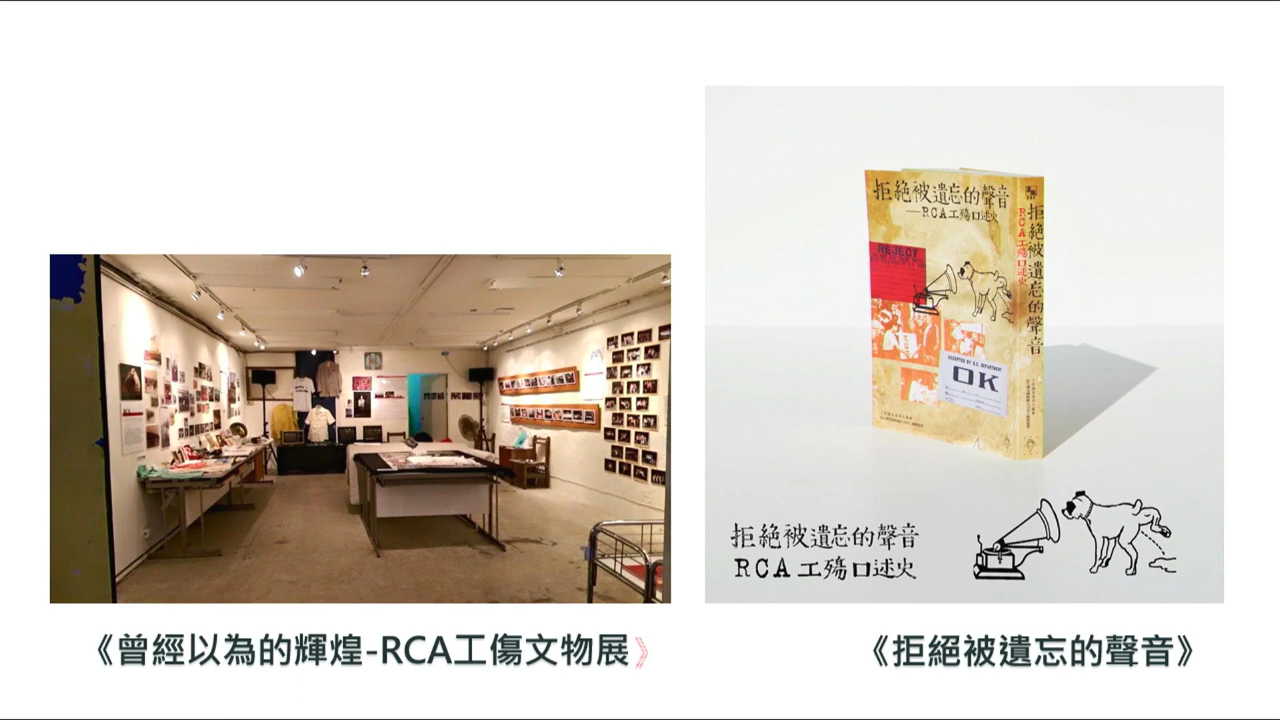 拒絕被遺忘的聲音
—RCA工殤口述史
REJECT
ACCEPTED BY Q.C. DEPARTMENT
OK
拒絕被遺忘的聲音
RCA工殤口述史
拒絕被遺忘的聲音
RCA工殤口述史
《曾經以為的輝煌-RCA工傷文物展》
《拒絕被遺忘的聲音》